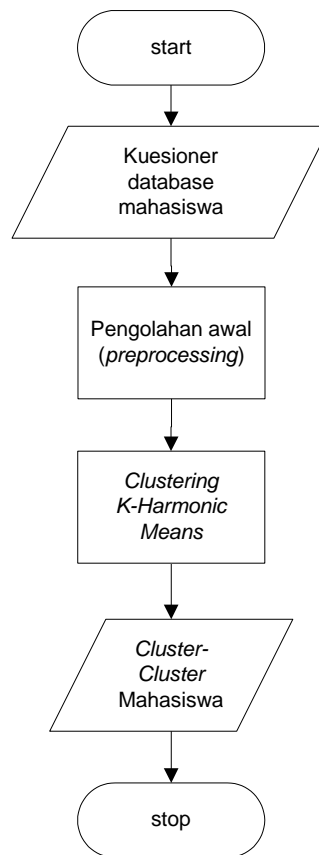 start
Kuesioner
database
mahasiswa
Pengolahan awal
(preprocessing)
Clustering
K-Harmonic
Means
Cluster-
Cluster
Mahasiswa
stop